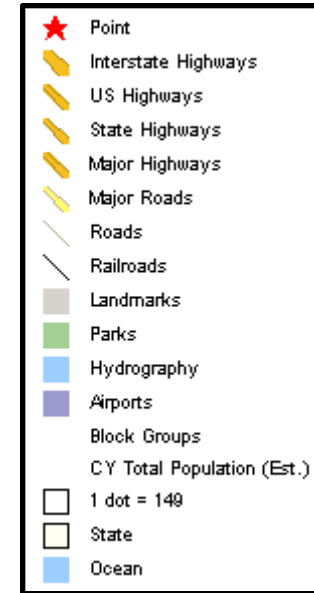 Point
Interstate Highways
US Highways
State Highways
Major Highways
Major Roads
Roads
Railroads
Landmarks
Parks
Hydrography
Airports
Block Groups
CY Total Population (Est.)
1 dot = 149
State
Ocean